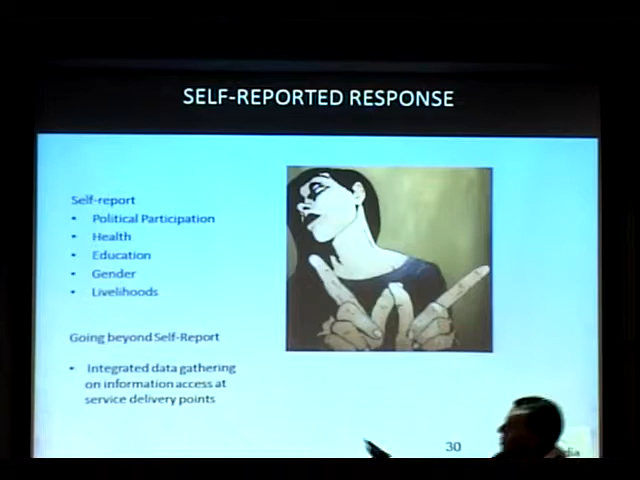 SELF-REPORTED RESPONSE
Self-report
• Political Participation
• Health
• Education
• Gender
• Livelihoods
Going beyond Self-Report
• Integrated data gathering
on information access at
service delivery points
30